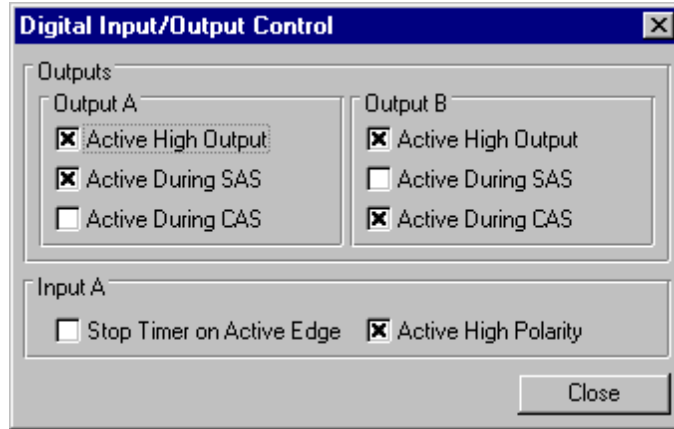 Digital Input/Output Control
Outputs
Output A
Active High Output
Active During SAS
Active During CAS
Output B
Active High Output
Active During SAS
Active During CAS
Input A
Stop Timer on Active Edge
Active High Polarity
Close